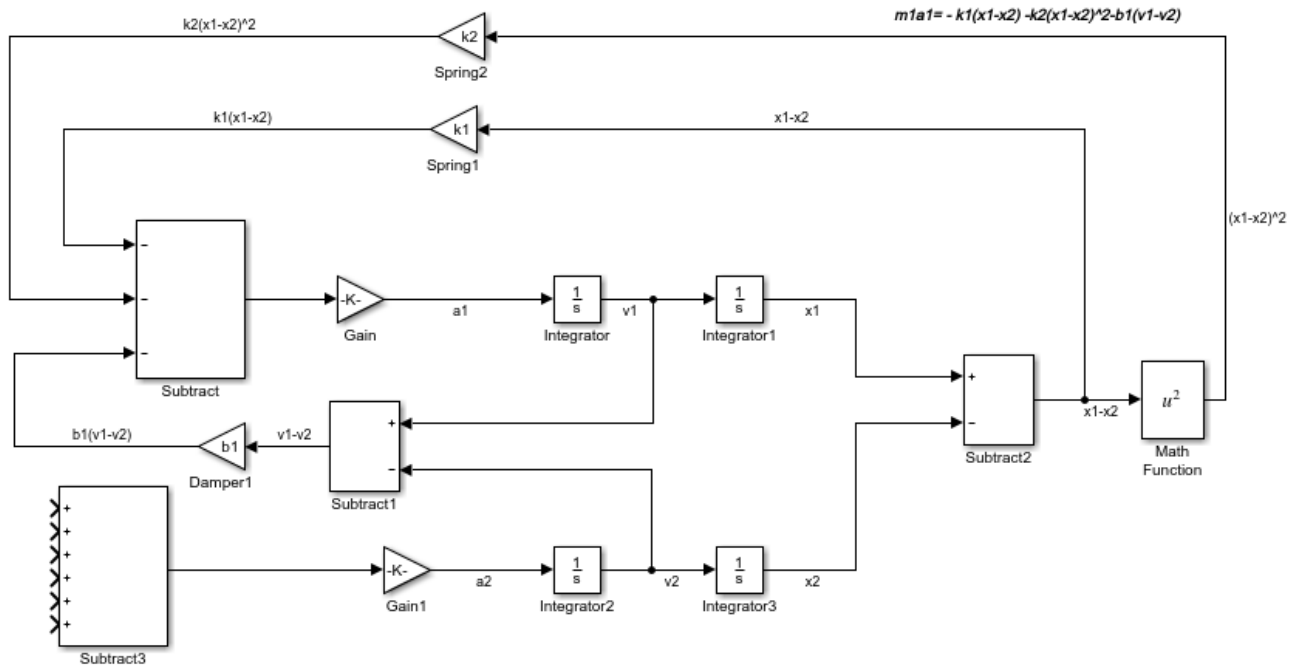 m1a1= - k1(x1-x2) -k2(x1-x2)^2-b1(v1-v2)
k2(x1-x2)^2
k2
Spring2
k1(x1-x2)
k1
x1-x2
Spring1
(x1-x2)^2
-
-
-
Subtract
-K-
Gain
a1
1
s
Integrator
v1
1
s
Integrator1
x1
+
-
Subtract2
x1-x2
u²
Math
Function
b1(v1-v2)
b1
Damper1
v1-v2
+
-
Subtract1
+
+
+
+
+
+
Subtract3
-K-
Gain1
a2
1
s
Integrator2
v2
1
s
Integrator3
x2